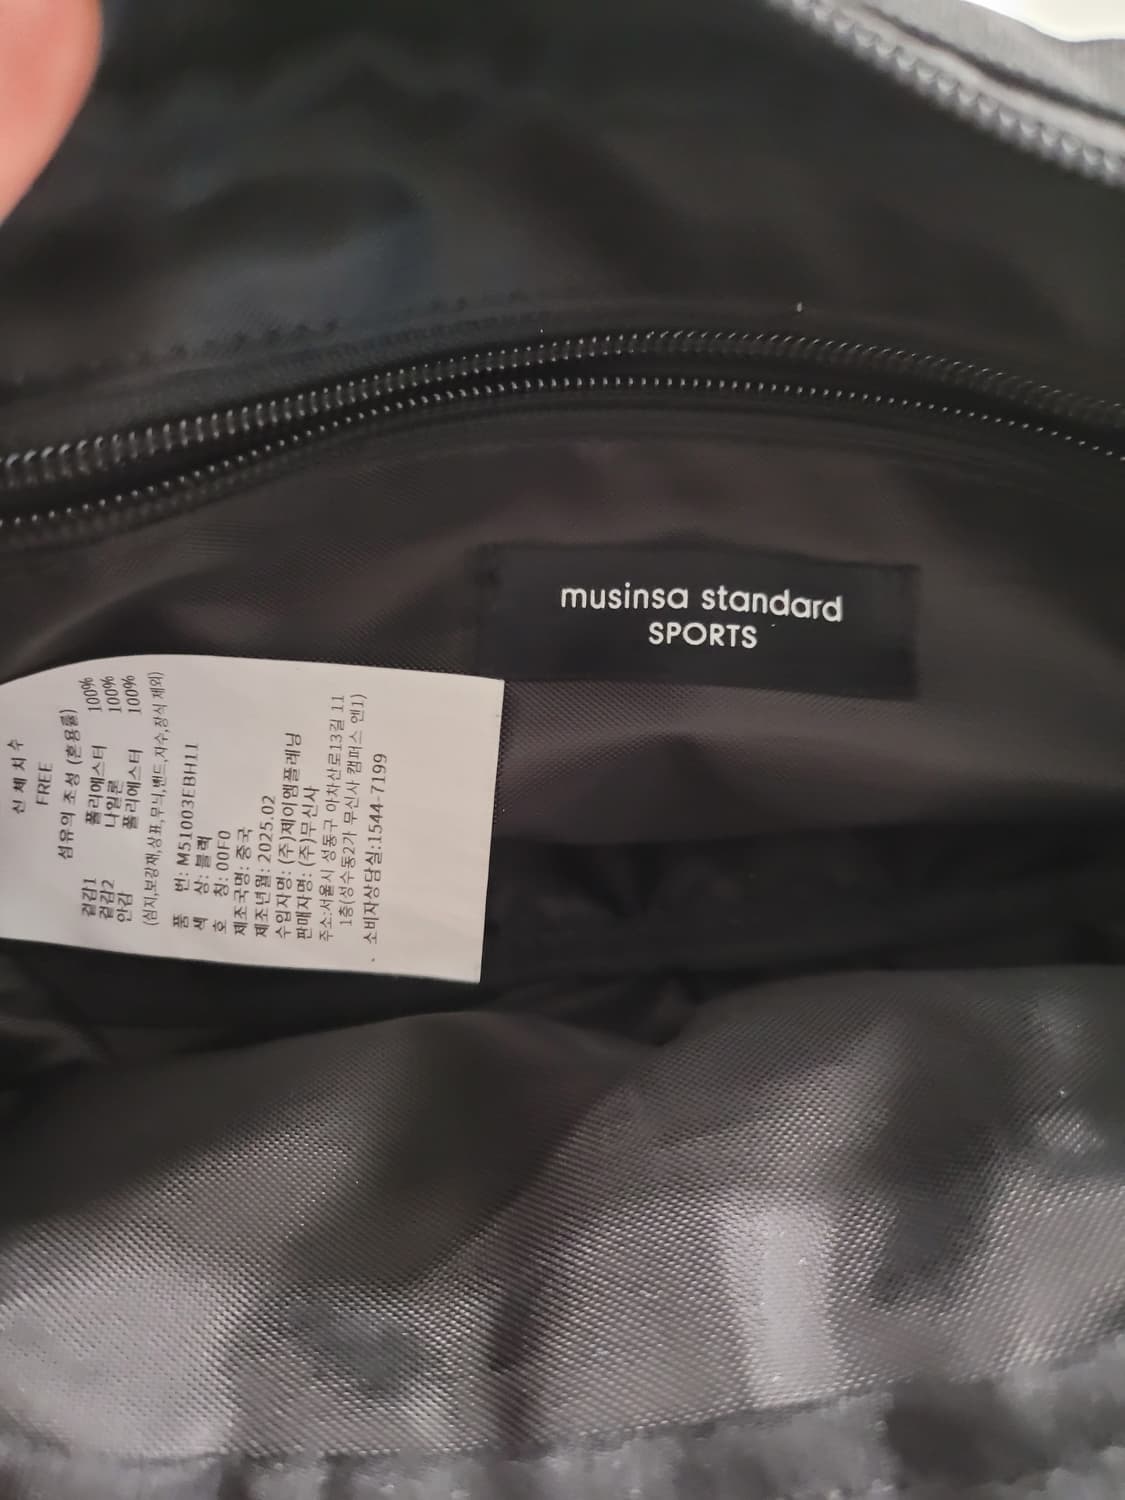 musinsa standard
SPORTS
신체치수
FREE
섬유의 조성 (혼용률)
겉감1 폴리에스터 100%
겉감2 나일론 100%
안감 폴리에스터 100%
(심지,보강재,상표,무늬,밴드,자수,장식 제외)
품 번: M51003EBH11
색 상: 블랙
호 칭: 00F0
제조국명: 중국
제조년월: 2025.02
수입자명: (주)제이엠플래닝
판매자명: (주)무신사
주소:서울시 성동구 아차산로13길 11
1층(성수동2가 무신사 캠퍼스 엔1)
소비자상담실:1544-7199